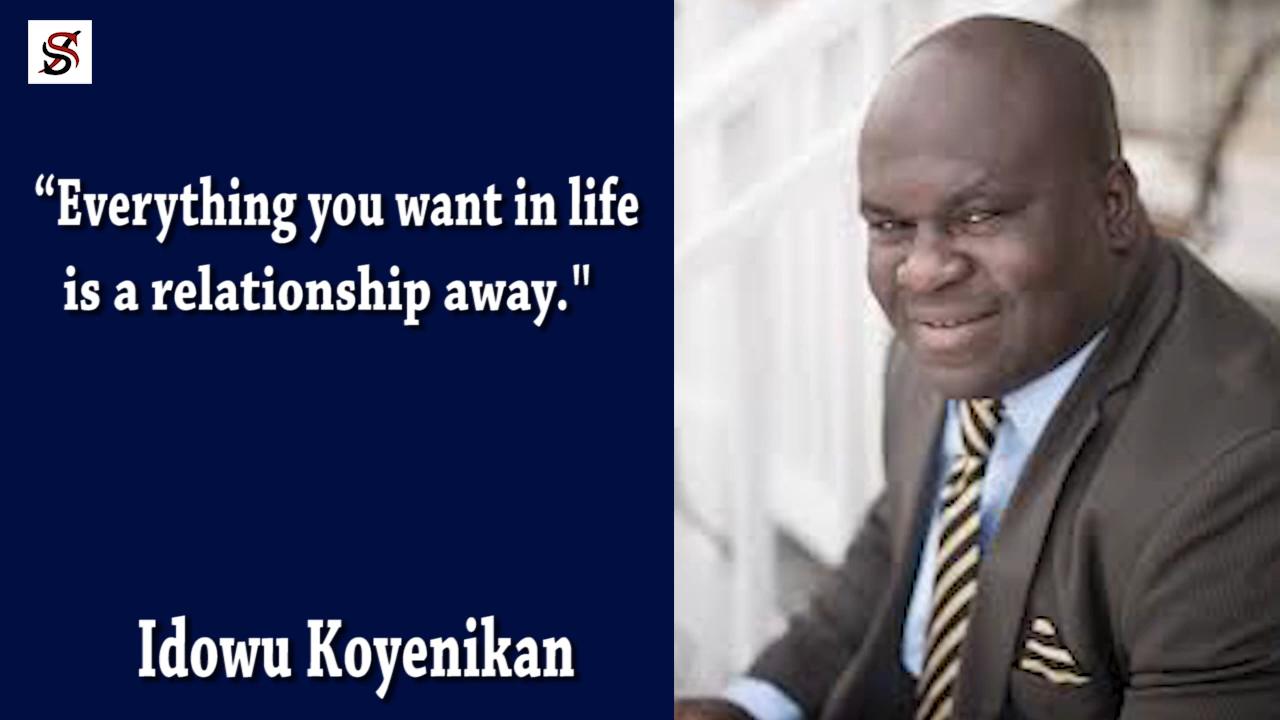 “Everything you want in life
is a relationship away."
Idowu Koyenikan